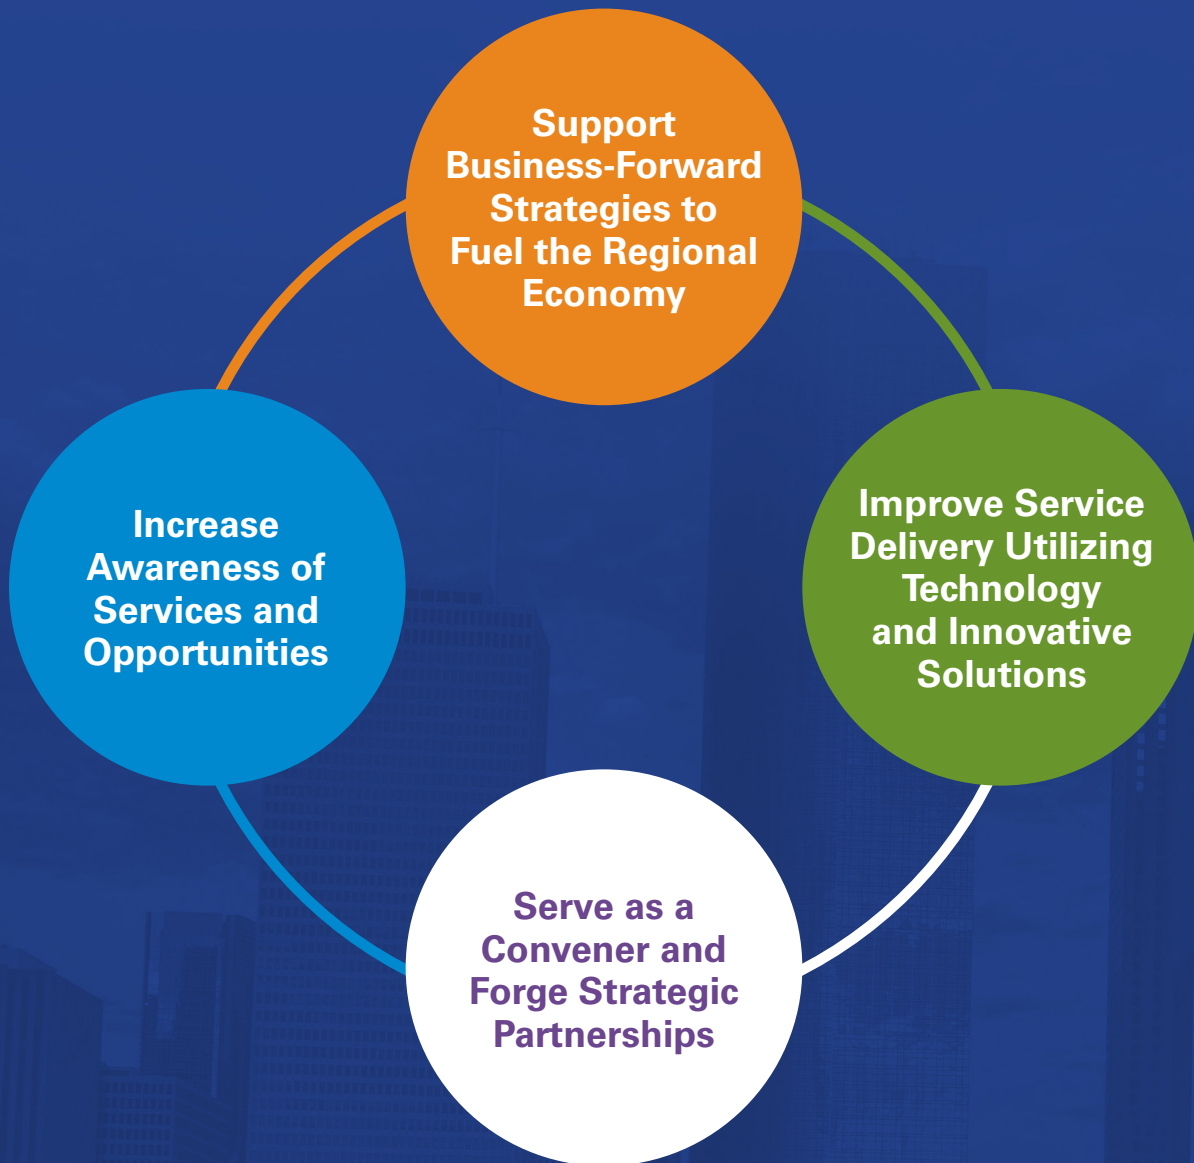 Support
Business-Forward
Strategies to
Fuel the Regional
Economy
Increase
Awareness of
Services and
Opportunities
Improve Service
Delivery Utilizing
Technology
and Innovative
Solutions
Serve as a
Convener and
Forge Strategic
Partnerships